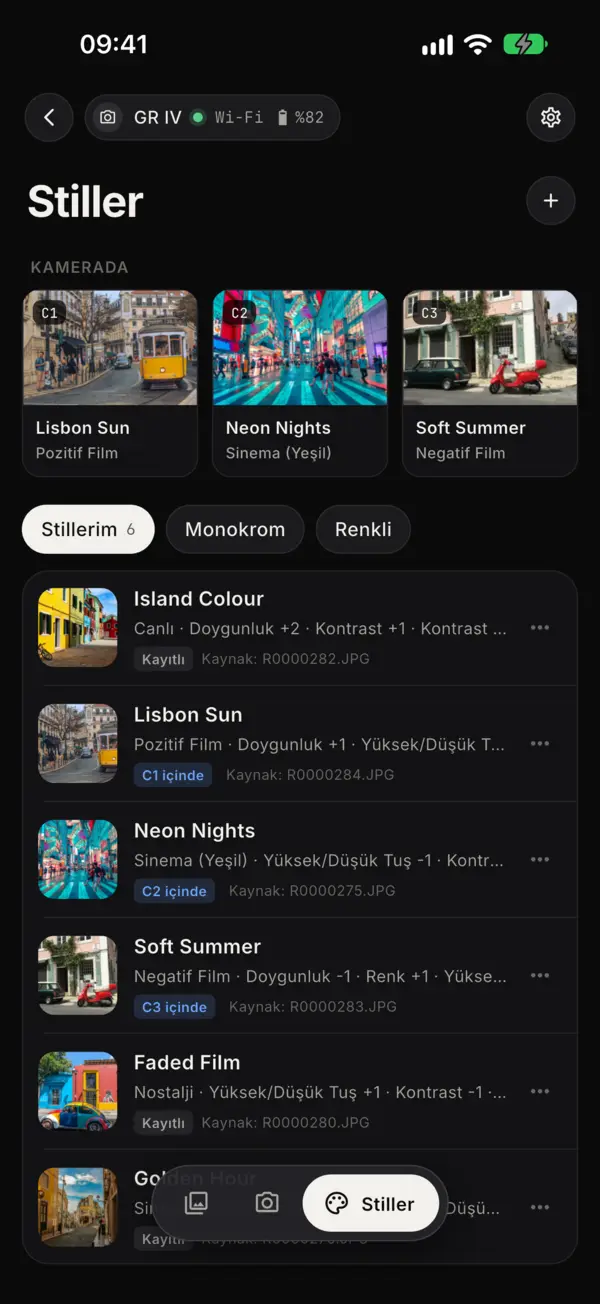 09:41
GR IV Wi-Fi %82
Stiller
KAMERADA
C1
C2
C3
Lisbon Sun
Pozitif Film
Neon Nights
Sinema (Yeşil)
Soft Summer
Negatif Film
Stillerim 6
Monokrom
Renkli
Island Colour
Canlı · Doygunluk +2 · Kontrast +1 · Kontrast ...
Kayıtlı Kaynak: R0000282.JPG
Lisbon Sun
Pozitif Film · Doygunluk +1 · Yüksek/Düşük T...
C1 içinde Kaynak: R0000284.JPG
Neon Nights
Sinema (Yeşil) · Yüksek/Düşük Tuş -1 · Kontr...
C2 içinde Kaynak: R0000275.JPG
Soft Summer
Negatif Film · Doygunluk -1 · Renk +1 · Yükse...
C3 içinde Kaynak: R0000283.JPG
Faded Film
Nostalji · Yüksek/Düşük Tuş +1 · Kontrast -1 ·...
Kayıtlı Kaynak: R0000280.JPG
Golden Hour
Stiller
Kayıtlı